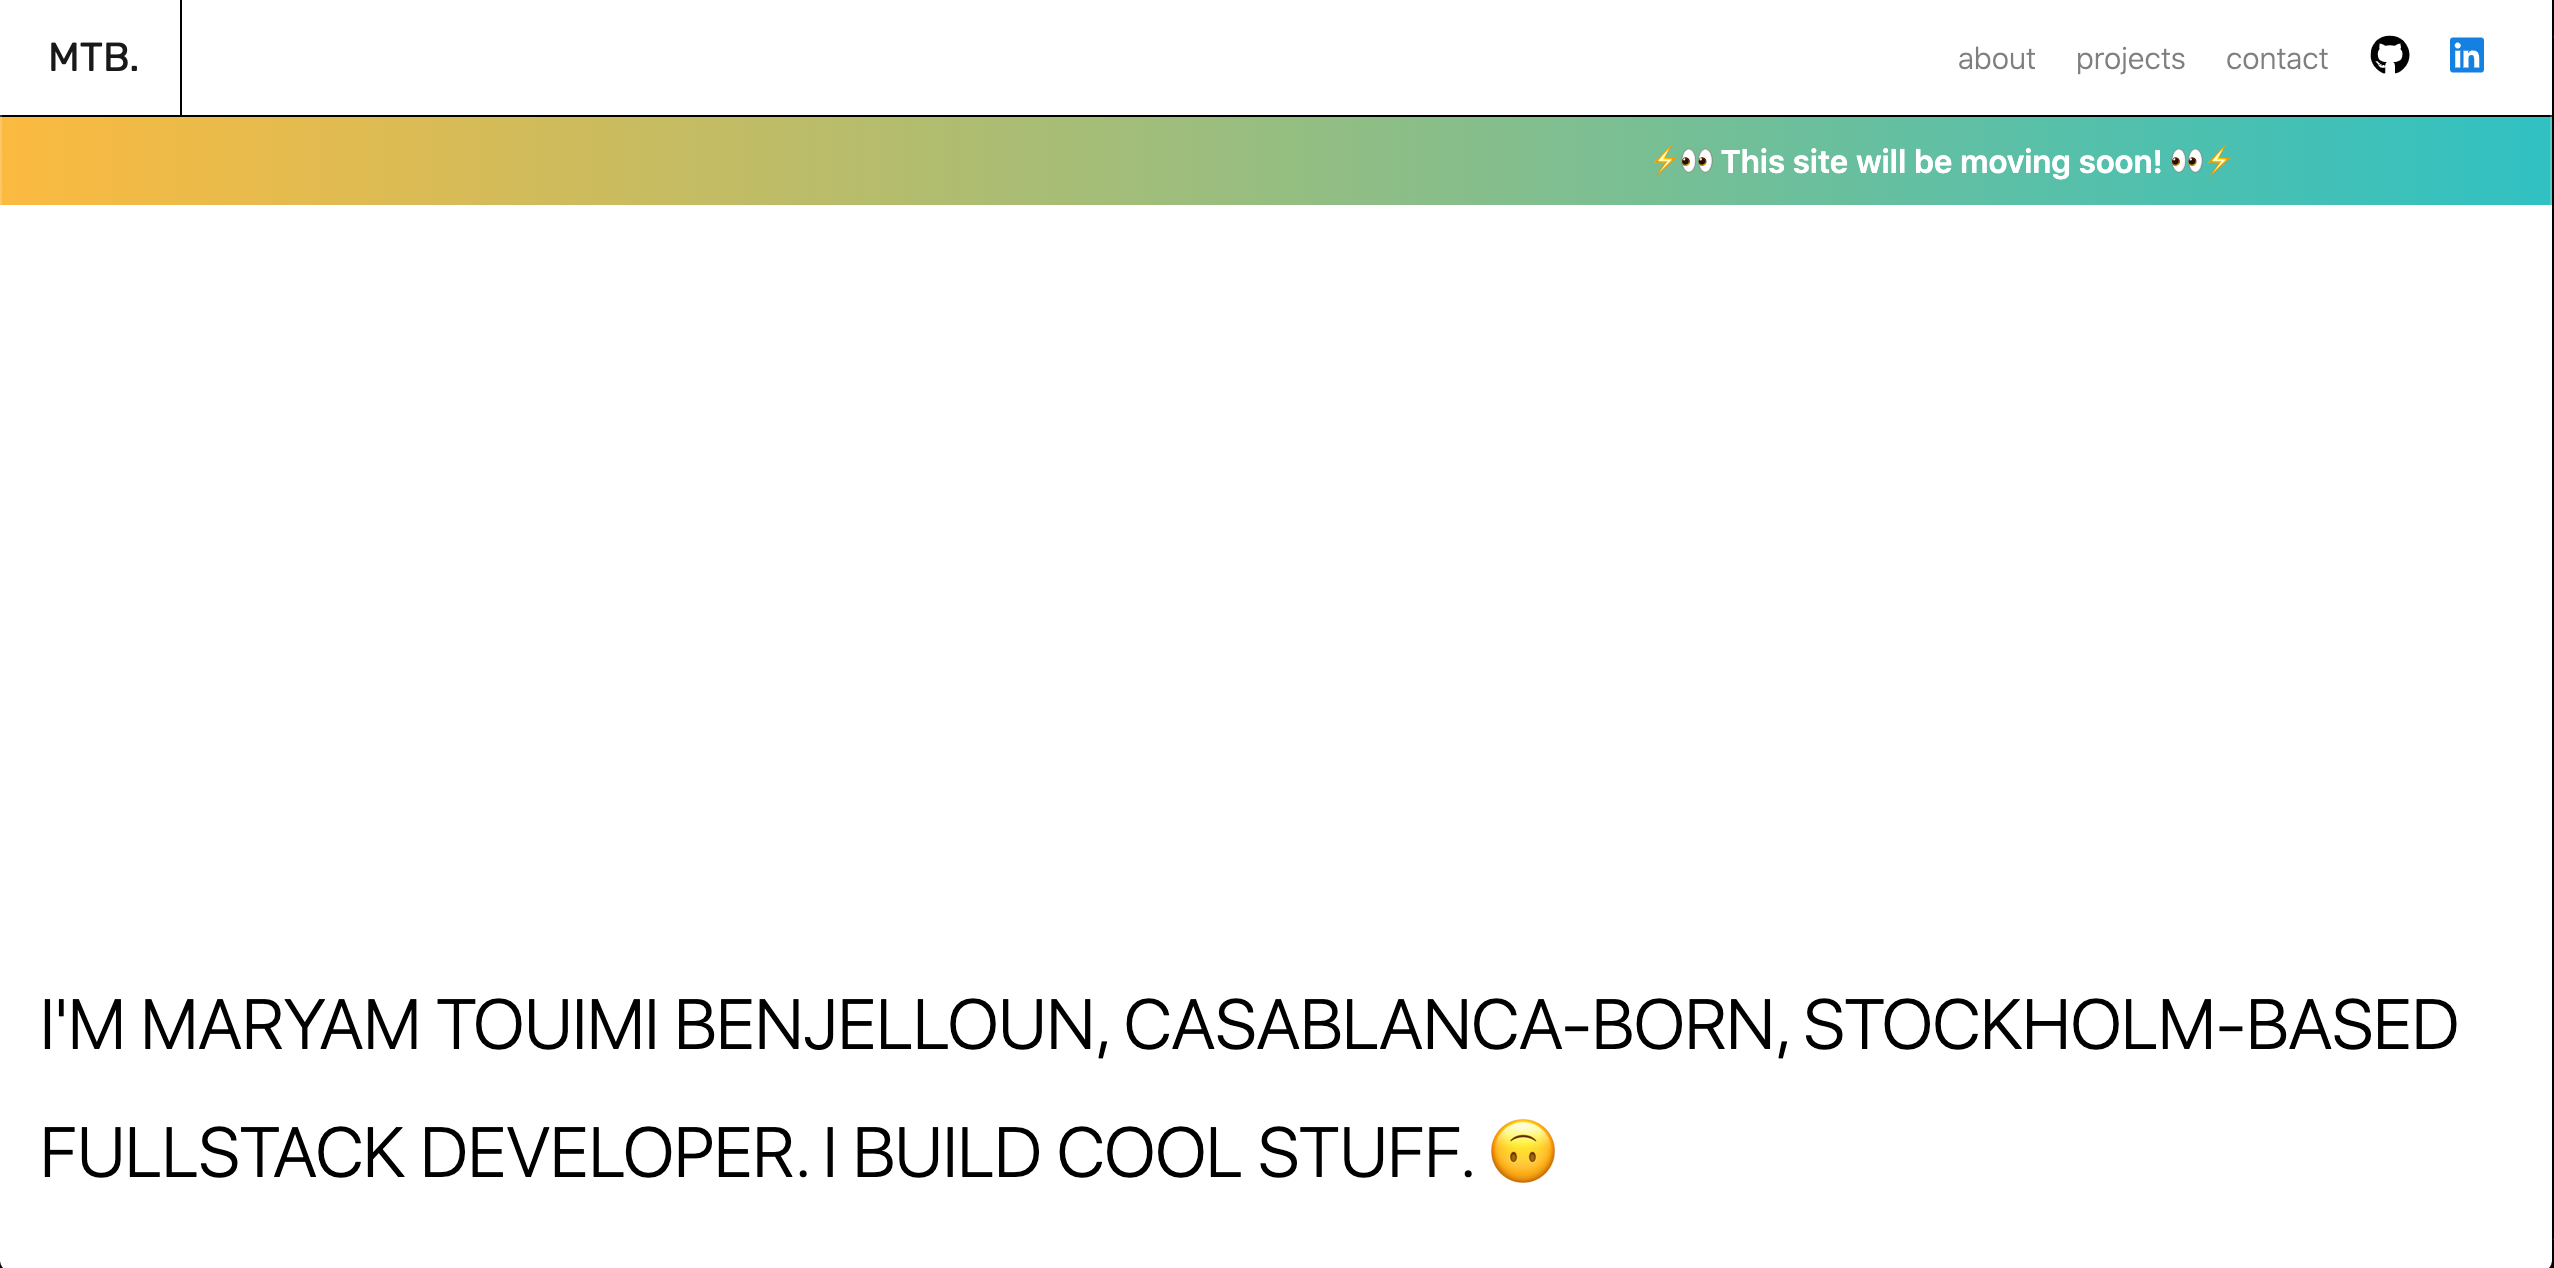 MTB.
about projects contact in
⚡👀 This site will be moving soon! 👀⚡
I'M MARYAM TOUIMI BENJELLOUN, CASABLANCA-BORN, STOCKHOLM-BASED
FULLSTACK DEVELOPER. I BUILD COOL STUFF. 🙃